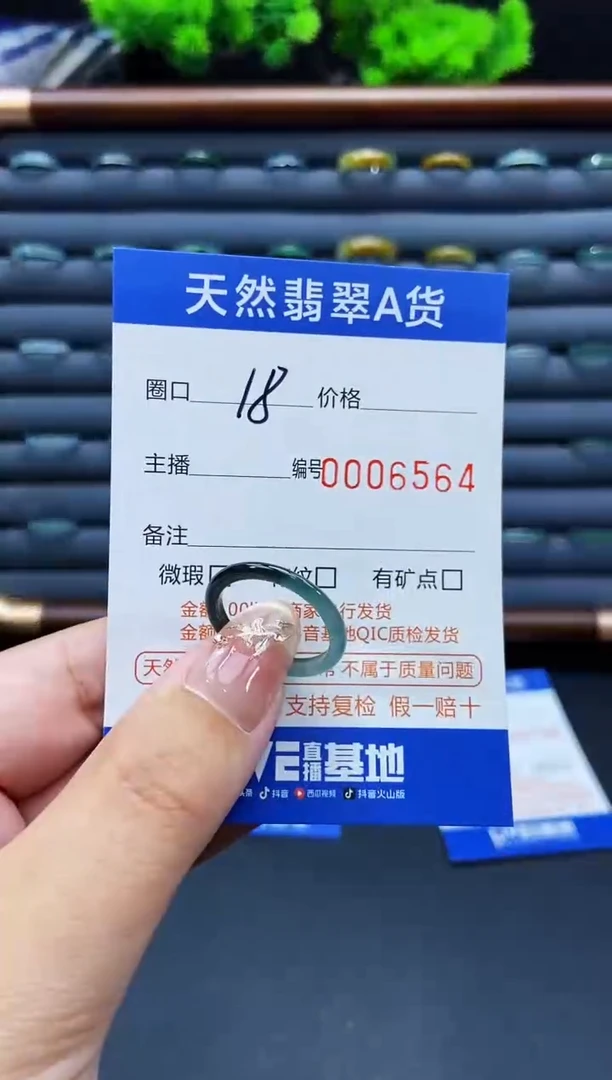 天然翡翠A货
圈口 18 价格
主播 编号0006564
备注
微瑕 纹 有矿点
金额 00 商家 行发货
金额 音基地QIC质检发货
天 不属于质量问题
支持复检 假一赔十
VE直播基地
抖音 西瓜视频 抖音火山版